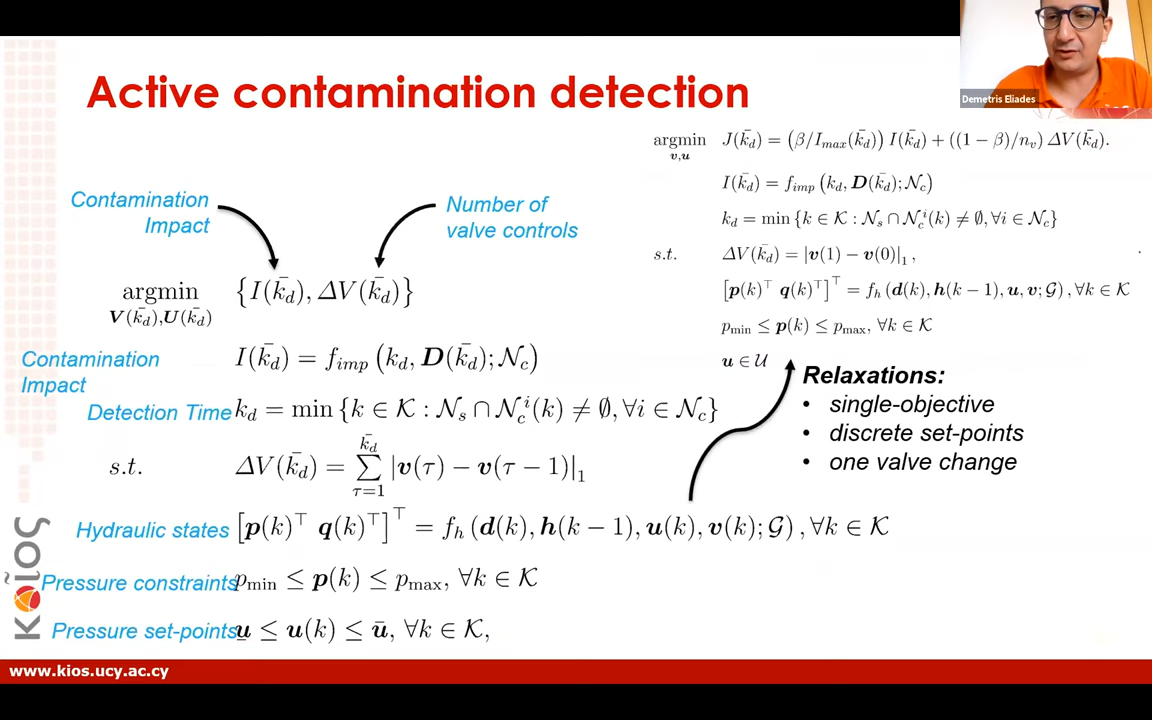 Active contamination detection
Demetris Eliades
Contamination
Impact
Number of
valve controls
argmin {I(k̄_d), ΔV(k̄_d)}
V(k̄_d),U(k̄_d)
Contamination
Impact
I(k̄_d) = f_imp (k_d, D(k̄_d); 𝒩_c)
Detection Time k_d = min {k ∈ 𝒦 : 𝒩_s ∩ 𝒩_c^i(k) ≠ ∅, ∀i ∈ 𝒩_c}
s.t. ΔV(k̄_d) = ∑_{τ=1}^{k̄_d} |v(τ) − v(τ − 1)|_1
Hydraulic states [p(k)^⊤ q(k)^⊤]^⊤ = f_h (d(k), h(k − 1), u(k), v(k); 𝒢) , ∀k ∈ 𝒦
Pressure constraints p_min ≤ p(k) ≤ p_max, ∀k ∈ 𝒦
Pressure set-points u̲ ≤ u(k) ≤ ū, ∀k ∈ 𝒦,
argmin J(k̄_d) = (β/I_max(k̄_d)) I(k̄_d) + ((1 − β)/n_v) ΔV(k̄_d).
v,u
I(k̄_d) = f_imp (k_d, D(k̄_d); 𝒩_c)
k_d = min {k ∈ 𝒦 : 𝒩_s ∩ 𝒩_c^i(k) ≠ ∅, ∀i ∈ 𝒩_c}
s.t. ΔV(k̄_d) = |v(1) − v(0)|_1 ,
[p(k)^⊤ q(k)^⊤]^⊤ = f_h (d(k), h(k − 1), u, v; 𝒢) , ∀k ∈ 𝒦
p_min ≤ p(k) ≤ p_max, ∀k ∈ 𝒦
u ∈ 𝒰
Relaxations:
• single-objective
• discrete set-points
• one valve change
κοῖος
www.kios.ucy.ac.cy